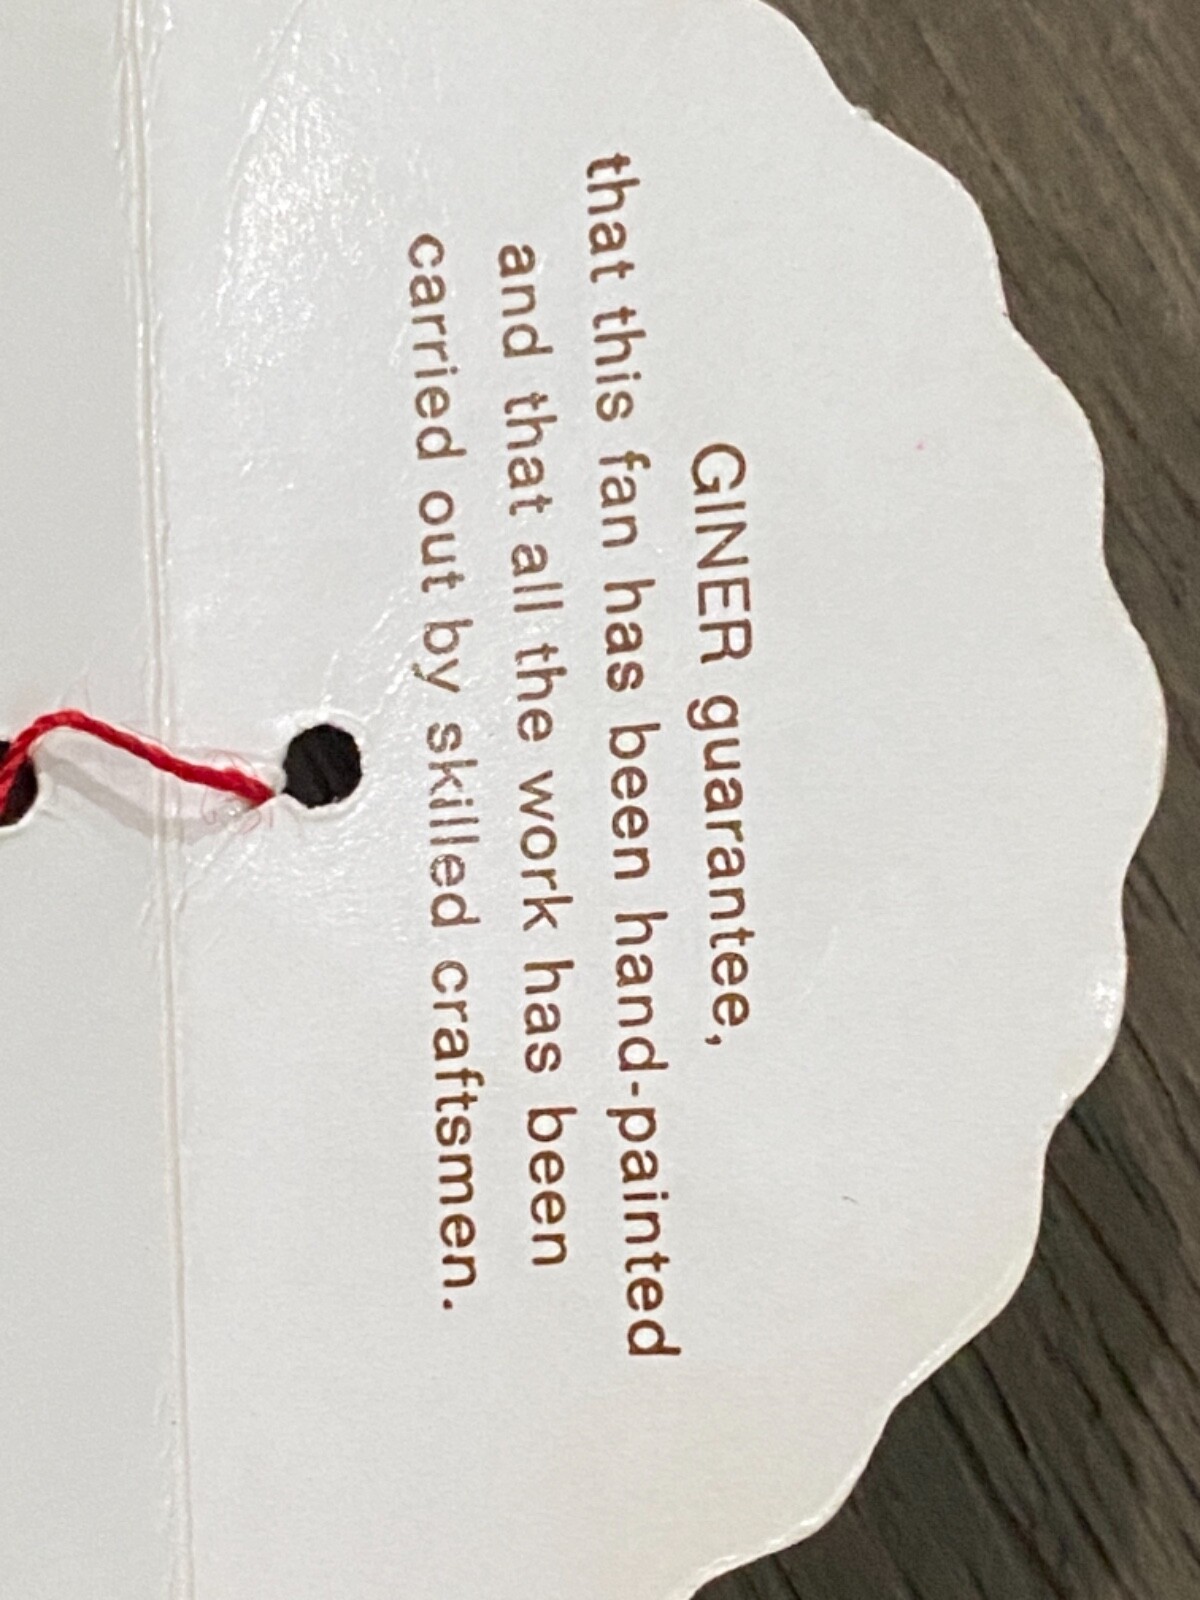 GINER guarantee,
that this fan has been hand-painted
and that all the work has been
carried out by skilled craftsmen.